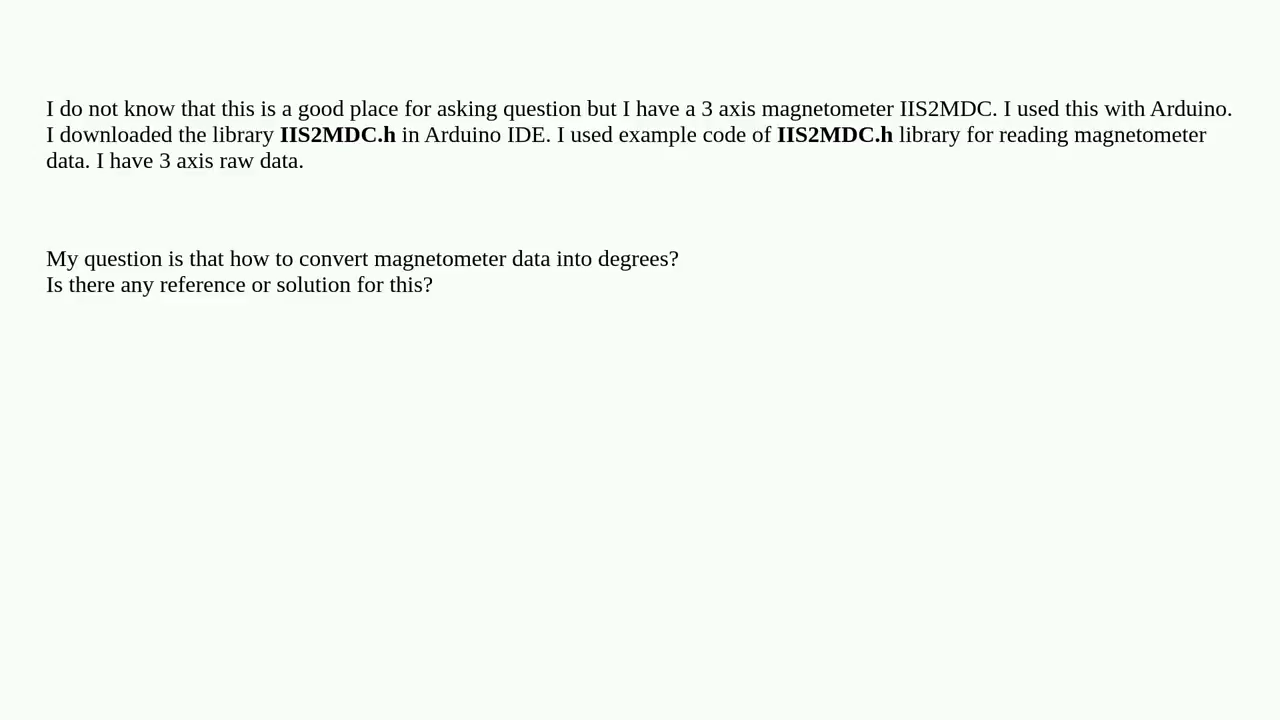 I do not know that this is a good place for asking question but I have a 3 axis magnetometer IIS2MDC. I used this with Arduino.
I downloaded the library IIS2MDC.h in Arduino IDE. I used example code of IIS2MDC.h library for reading magnetometer
data. I have 3 axis raw data.
My question is that how to convert magnetometer data into degrees?
Is there any reference or solution for this?